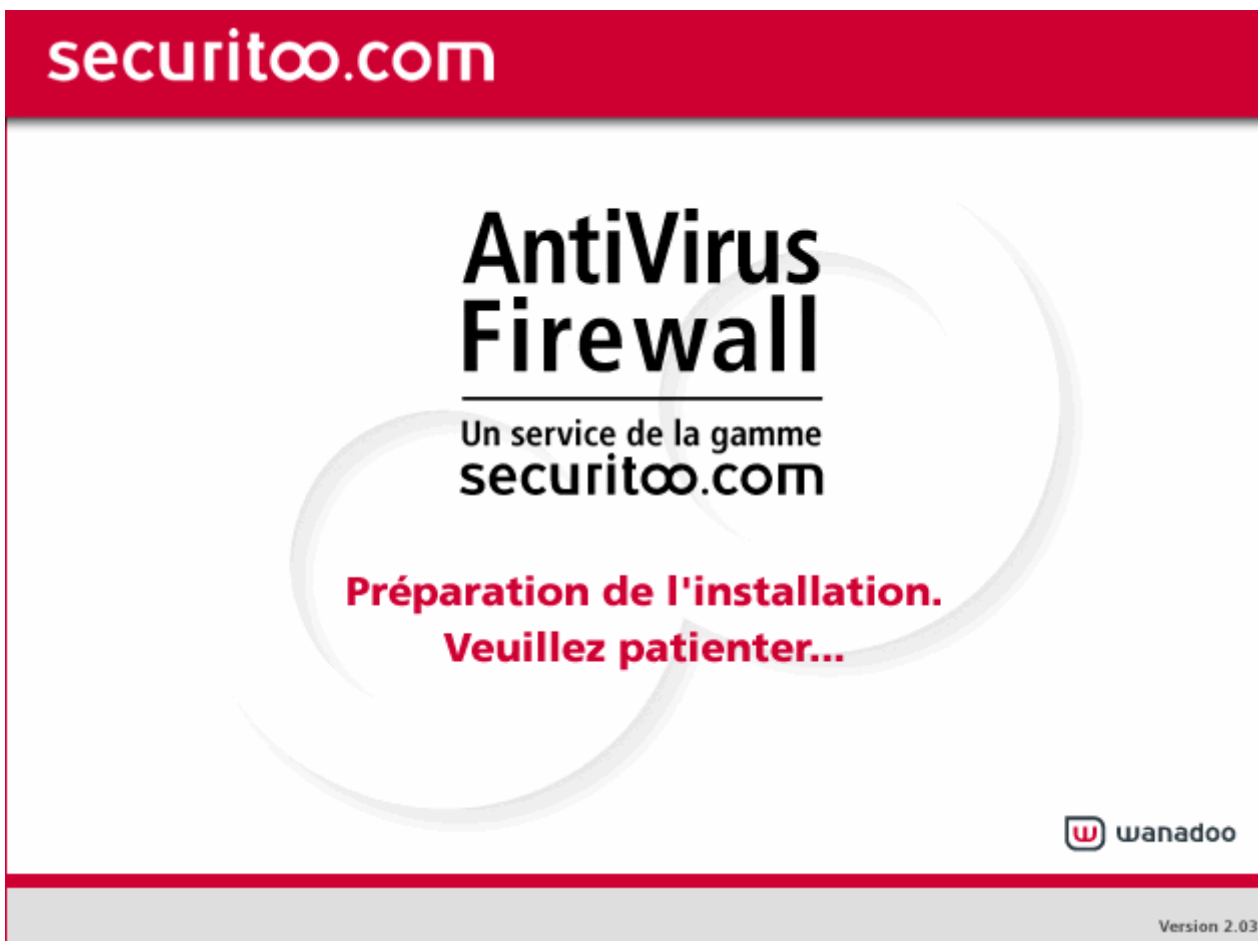 securitoo.com
AntiVirus
Firewall
Un service de la gamme
securitoo.com
Préparation de l'installation.
Veuillez patienter...
w wanadoo
Version 2.03